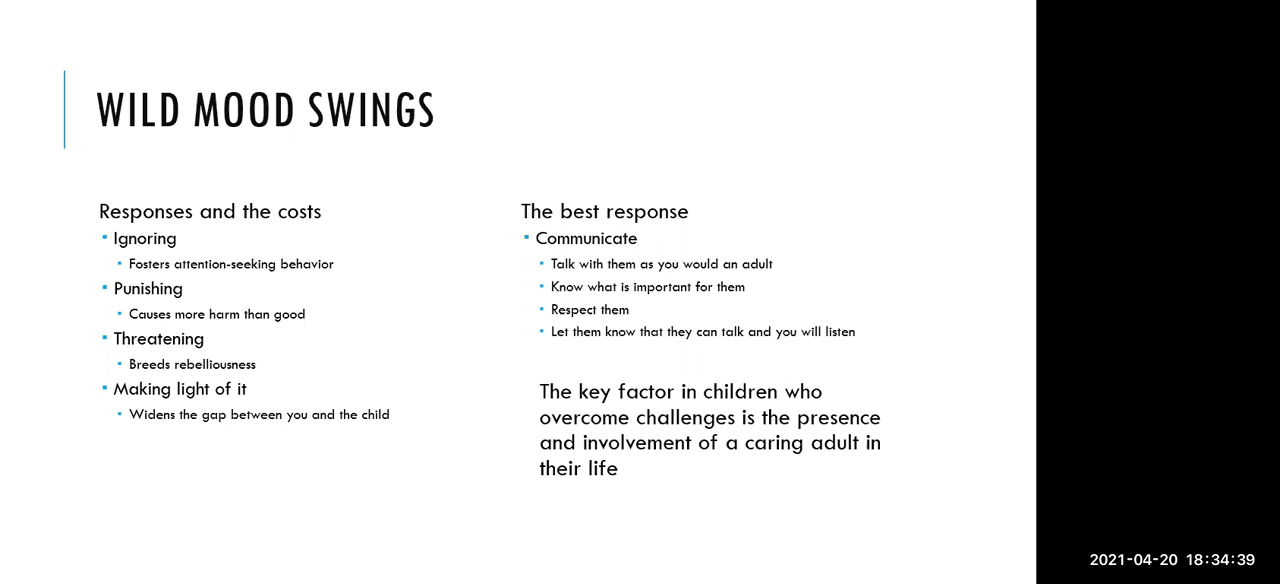 WILD MOOD SWINGS
Responses and the costs
▪ Ignoring
▪ Fosters attention-seeking behavior
▪ Punishing
▪ Causes more harm than good
▪ Threatening
▪ Breeds rebelliousness
▪ Making light of it
▪ Widens the gap between you and the child
The best response
▪ Communicate
▪ Talk with them as you would an adult
▪ Know what is important for them
▪ Respect them
▪ Let them know that they can talk and you will listen
The key factor in children who
overcome challenges is the presence
and involvement of a caring adult in
their life
2021-04-20 18:34:39